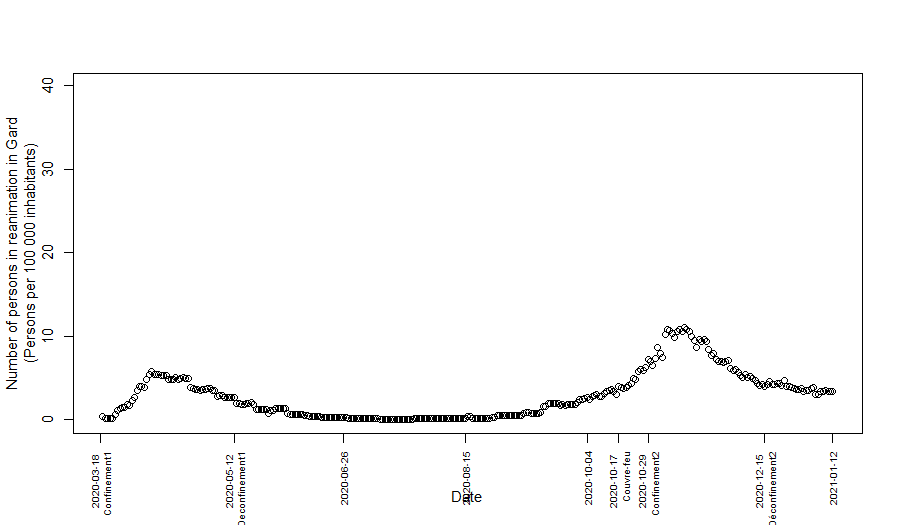 Number of persons in reanimation in Gard
(Persons per 100 000 inhabitants)
40
30
20
10
0
2020-03-18
Confinement1
2020-05-12
Déconfinement1
2020-06-26
2020-08-15
2020-10-04
2020-10-17
Couvre-feu
2020-10-29
Confinement2
2020-12-15
Déconfinement2
2021-01-12
Date